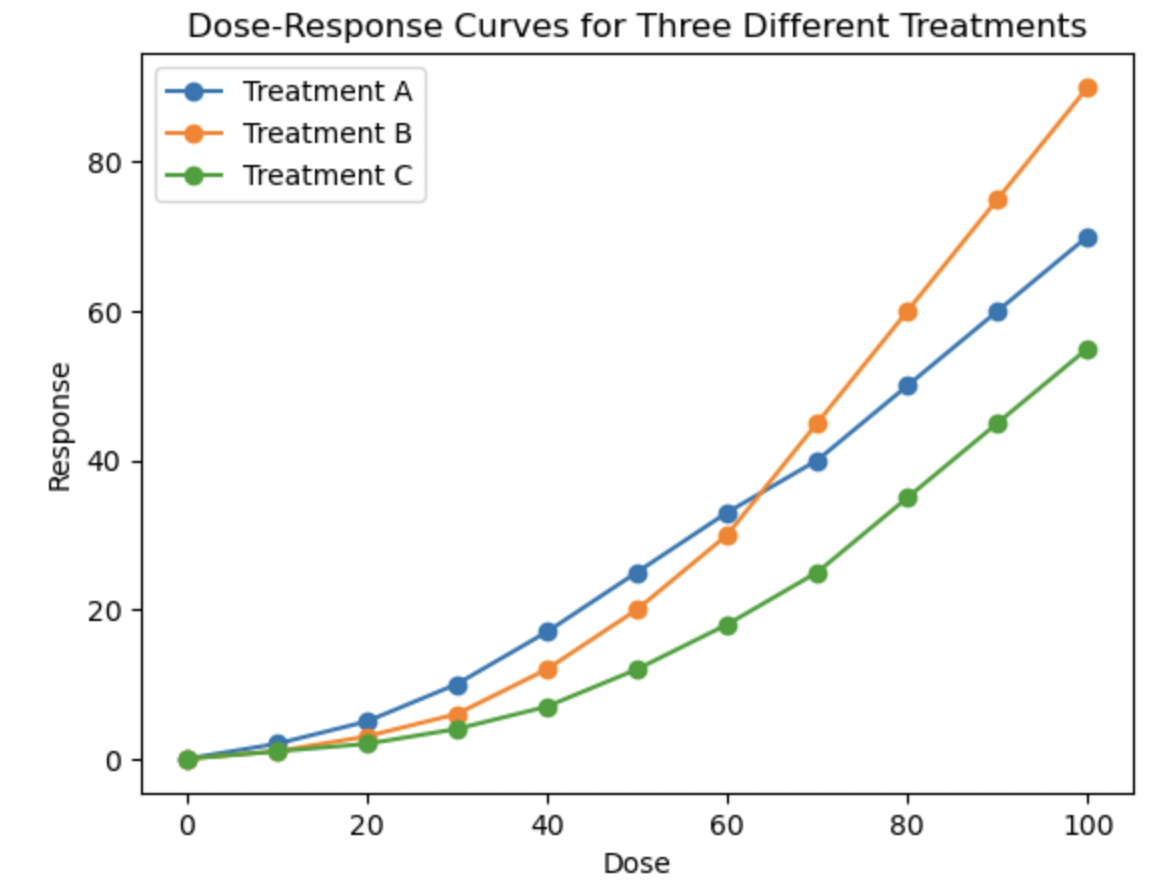 Dose-Response Curves for Three Different Treatments
Treatment A
Treatment B
Treatment C
80
60
40
20
0
Response
0 20 40 60 80 100
Dose